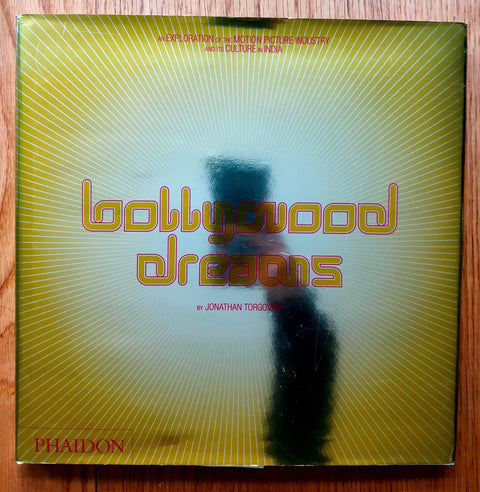 AN EXPLORATION OF THE MOTION PICTURE INDUSTRY
AND ITS CULTURE IN INDIA
bollywood
dreams
BY JONATHAN TORGOVNIK
PHAIDON